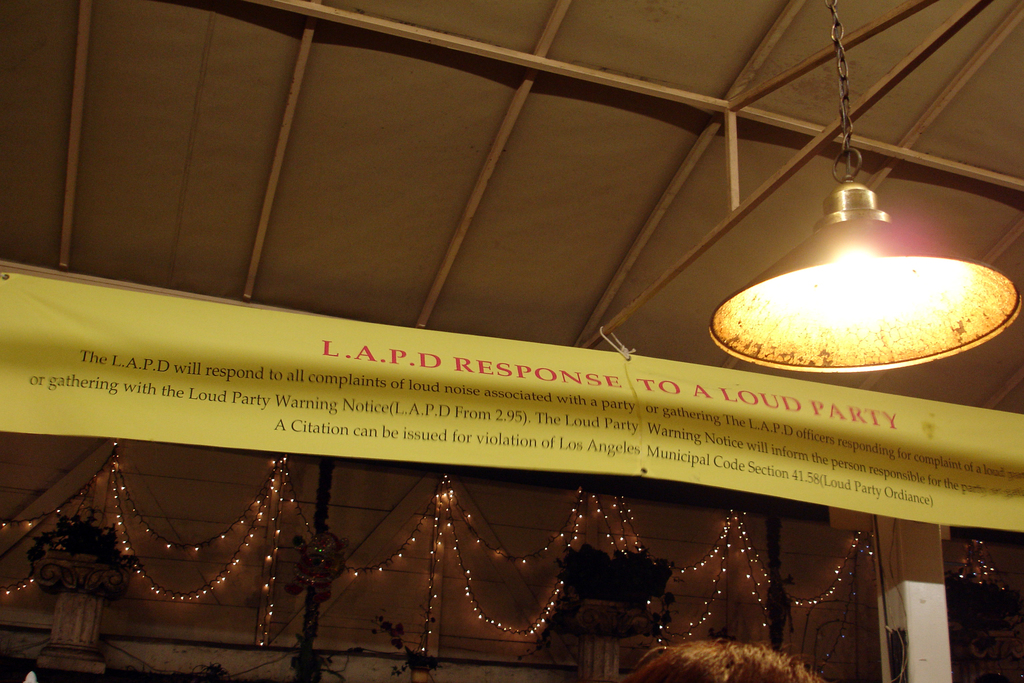 L.A.P.D RESPONSE TO A LOUD PARTY
The L.A.P.D will respond to all complaints of loud noise associated with a party or gathering The L.A.P.D officers responding for complaint of a loud
or gathering with the Loud Party Warning Notice(L.A.P.D From 2.95). The Loud Party Warning Notice will inform the person responsible for the
A Citation can be issued for violation of Los Angeles Municipal Code Section 41.58(Loud Party Ordiance)